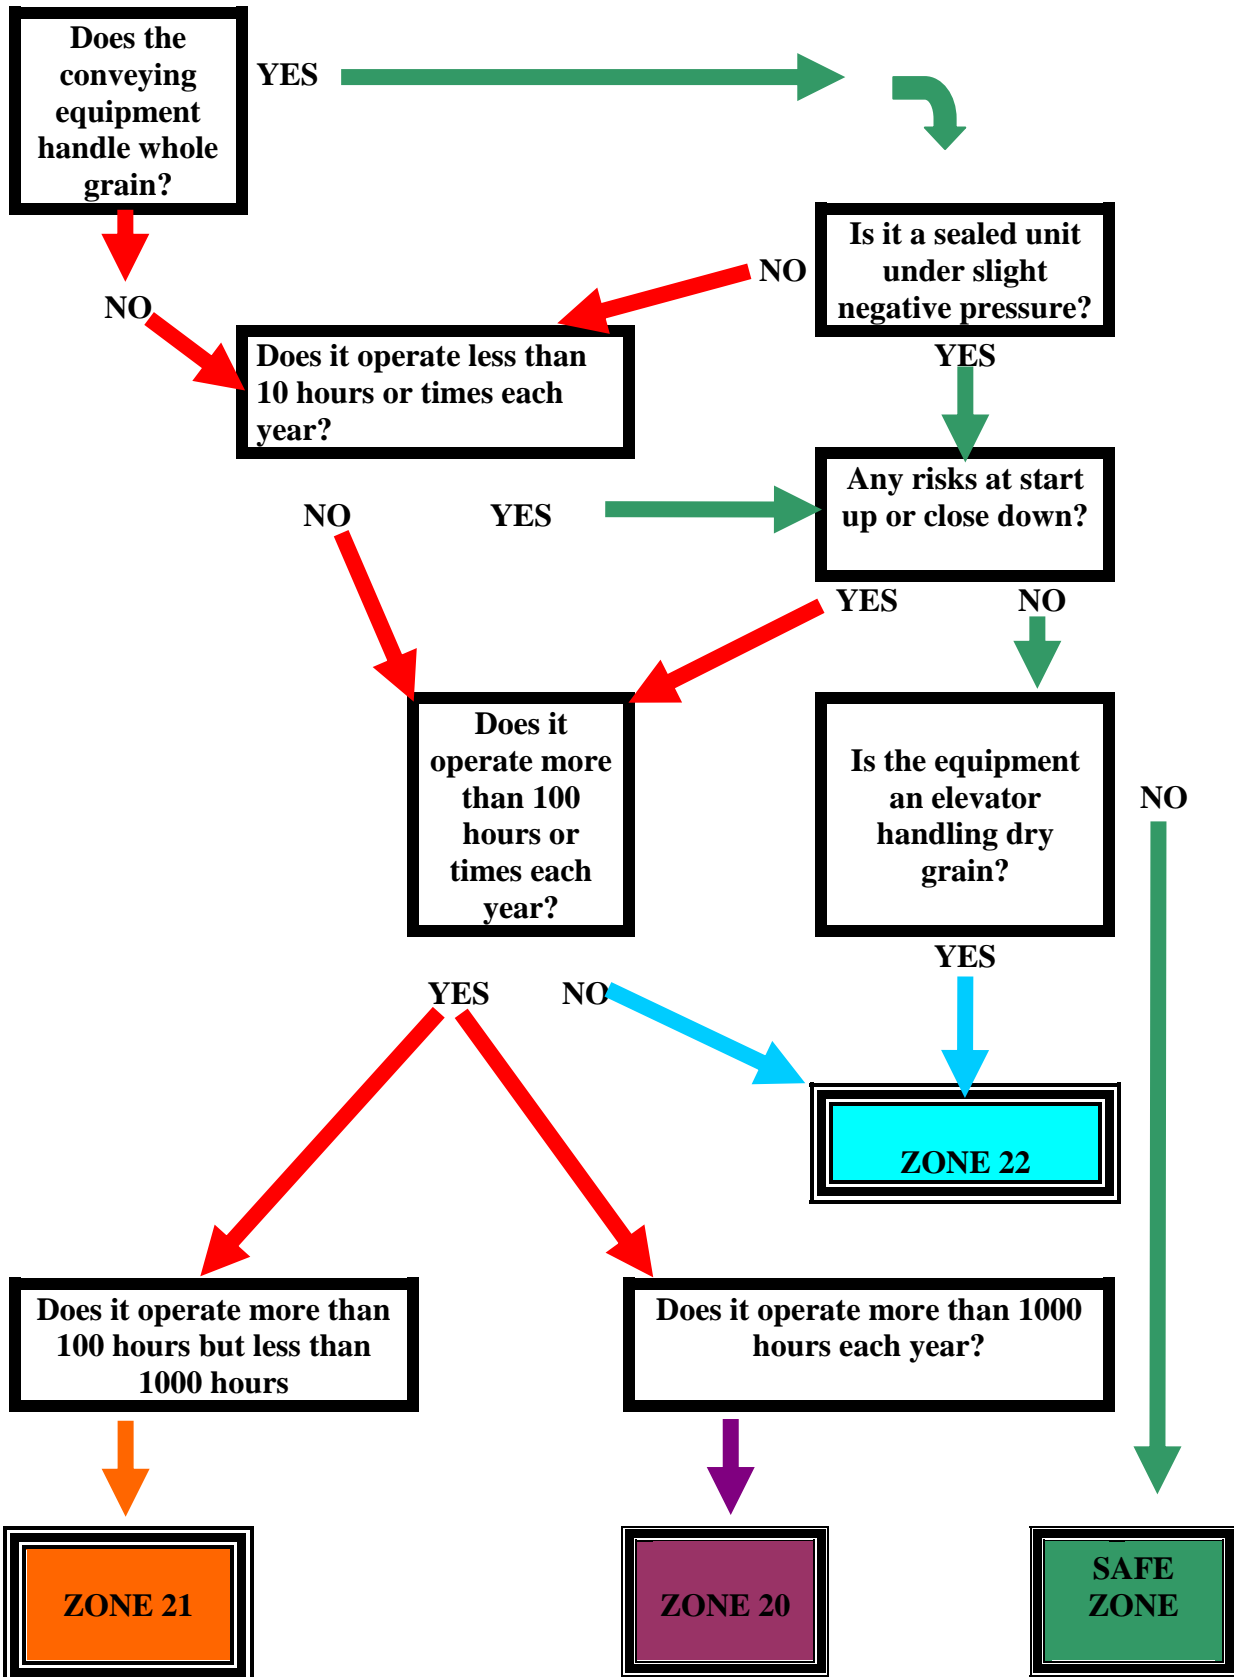 Does the
conveying
equipment
handle whole
grain?
YES
Is it a sealed unit
under slight
negative pressure?
NO
NO
YES
Does it operate less than
10 hours or times each
year?
Any risks at start
up or close down?
NO
YES
YES
NO
Does it
operate more
than 100
hours or
times each
year?
Is the equipment
an elevator
handling dry
grain?
NO
YES
YES
NO
ZONE 22
Does it operate more than
100 hours but less than
1000 hours
Does it operate more than 1000
hours each year?
ZONE 21
ZONE 20
SAFE
ZONE